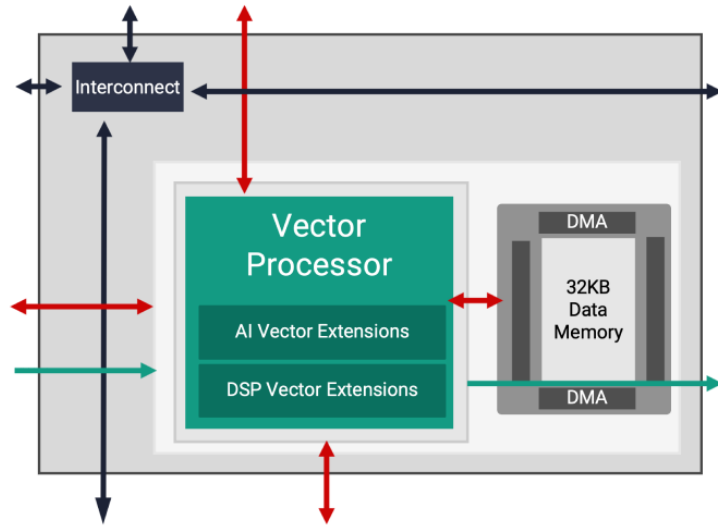 Interconnect
Vector
Processor
AI Vector Extensions
DSP Vector Extensions
DMA
32KB
Data
Memory
DMA